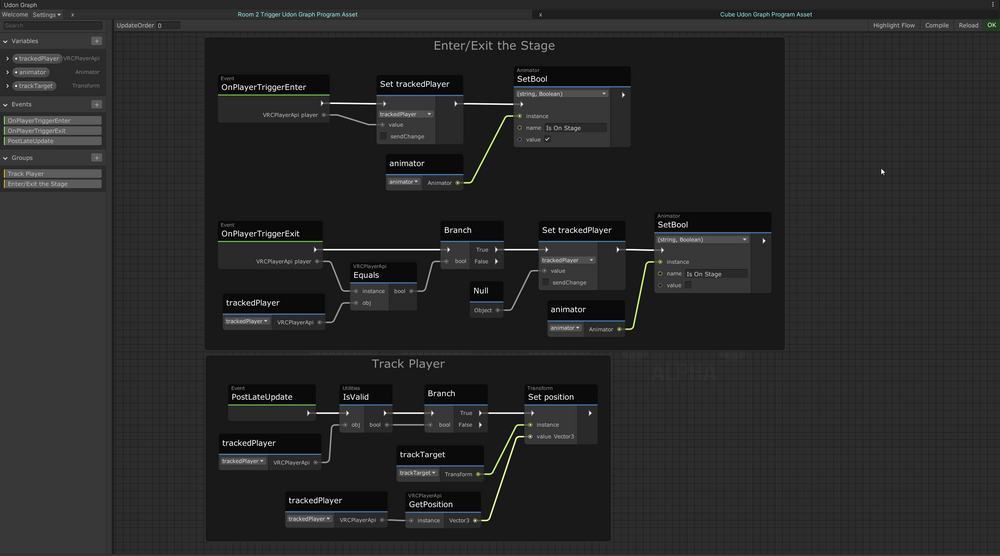 Udon Graph
Welcome Settings x Room 2 Trigger Udon Graph Program Asset x Cube Udon Graph Program Asset
Search UpdateOrder 0 Highlight Flow Compile Reload OK
Variables +
trackedPlayer VRCPlayerApi
animator Animator
trackTarget Transform
Events +
OnPlayerTriggerEnter
OnPlayerTriggerExit
PostLateUpdate
Groups +
Track Player
Enter/Exit the Stage
Enter/Exit the Stage
Event
OnPlayerTriggerEnter
VRCPlayerApi player
Set trackedPlayer
trackedPlayer
value
sendChange
Animator
SetBool
(string, Boolean)
instance
name Is On Stage
value
animator
animator Animator
Event
OnPlayerTriggerExit
VRCPlayerApi player
trackedPlayer
trackedPlayer VRCPlayerApi
VRCPlayerApi
Equals
instance bool
obj
Branch
True
bool False
Null
Object
Set trackedPlayer
trackedPlayer
value
sendChange
animator
animator Animator
Animator
SetBool
(string, Boolean)
instance
name Is On Stage
value
ALPHA
Track Player
Event
PostLateUpdate
Utilities
IsValid
obj bool
Branch
True
bool False
Transform
Set position
instance
value Vector3
trackedPlayer
trackedPlayer VRCPlayerApi
trackTarget
trackTarget Transform
trackedPlayer
trackedPlayer VRCPlayerApi
VRCPlayerApi
GetPosition
instance Vector3